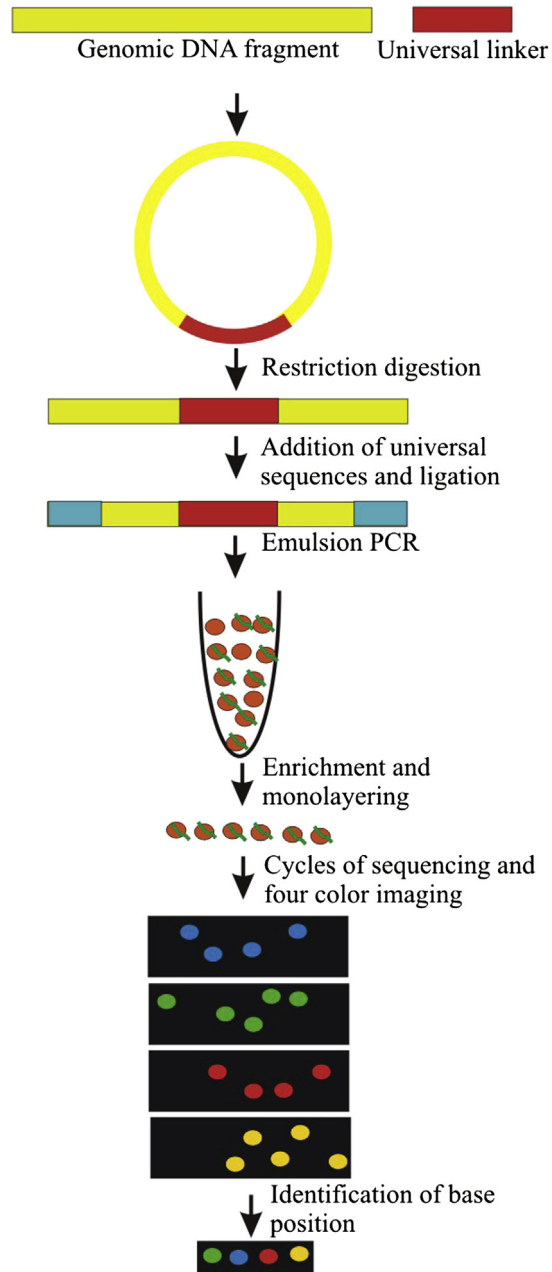 Genomic DNA fragment
Universal linker
Restriction digestion
Addition of universal
sequences and ligation
Emulsion PCR
Enrichment and
monolayering
Cycles of sequencing and
four color imaging
Identification of base
position